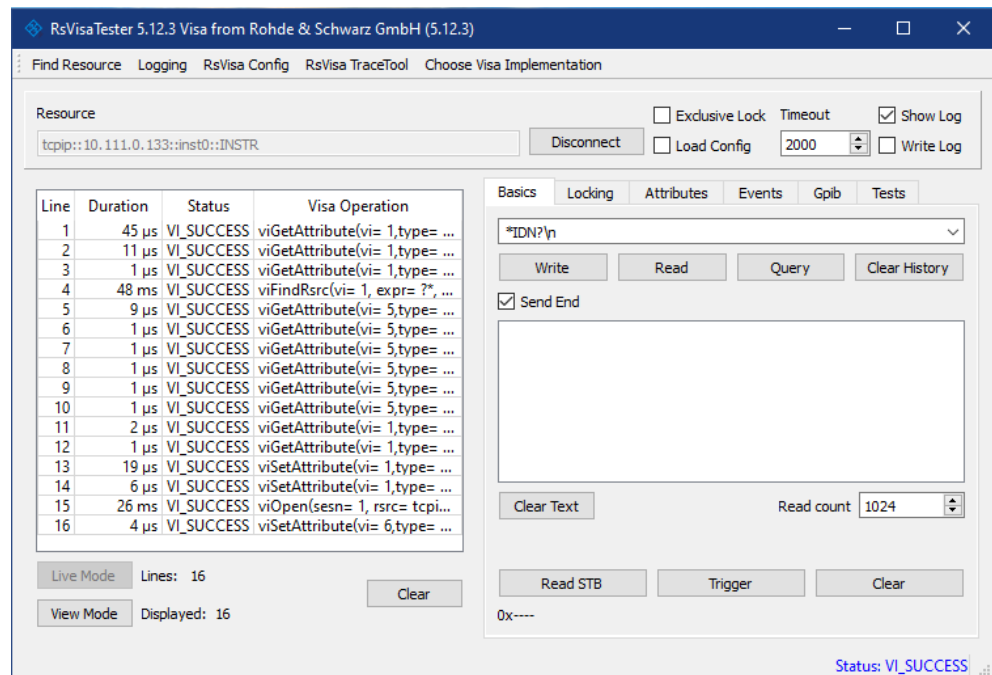 RsVisaTester 5.12.3 Visa from Rohde & Schwarz GmbH (5.12.3)
Find Resource Logging RsVisa Config RsVisa TraceTool Choose Visa Implementation
Resource
Exclusive Lock Timeout Show Log
tcpip::10.111.0.133::inst0::INSTR Disconnect Load Config 2000 Write Log
Line Duration Status Visa Operation
1 45 µs VI_SUCCESS viGetAttribute(vi= 1,type= ...
2 11 µs VI_SUCCESS viGetAttribute(vi= 1,type= ...
3 1 µs VI_SUCCESS viGetAttribute(vi= 1,type= ...
4 48 ms VI_SUCCESS viFindRsrc(vi= 1, expr= ?*, ...
5 9 µs VI_SUCCESS viGetAttribute(vi= 5,type= ...
6 1 µs VI_SUCCESS viGetAttribute(vi= 5,type= ...
7 1 µs VI_SUCCESS viGetAttribute(vi= 5,type= ...
8 1 µs VI_SUCCESS viGetAttribute(vi= 5,type= ...
9 1 µs VI_SUCCESS viGetAttribute(vi= 5,type= ...
10 1 µs VI_SUCCESS viGetAttribute(vi= 5,type= ...
11 2 µs VI_SUCCESS viGetAttribute(vi= 1,type= ...
12 1 µs VI_SUCCESS viGetAttribute(vi= 1,type= ...
13 19 µs VI_SUCCESS viSetAttribute(vi= 1,type= ...
14 6 µs VI_SUCCESS viSetAttribute(vi= 1,type= ...
15 26 ms VI_SUCCESS viOpen(sesn= 1, rsrc= tcpi...
16 4 µs VI_SUCCESS viSetAttribute(vi= 6,type= ...
Live Mode Lines: 16
Clear
View Mode Displayed: 16
Basics Locking Attributes Events Gpib Tests
*IDN?\n
Write Read Query Clear History
Send End
Clear Text Read count 1024
Read STB Trigger Clear
0x----
Status: VI_SUCCESS